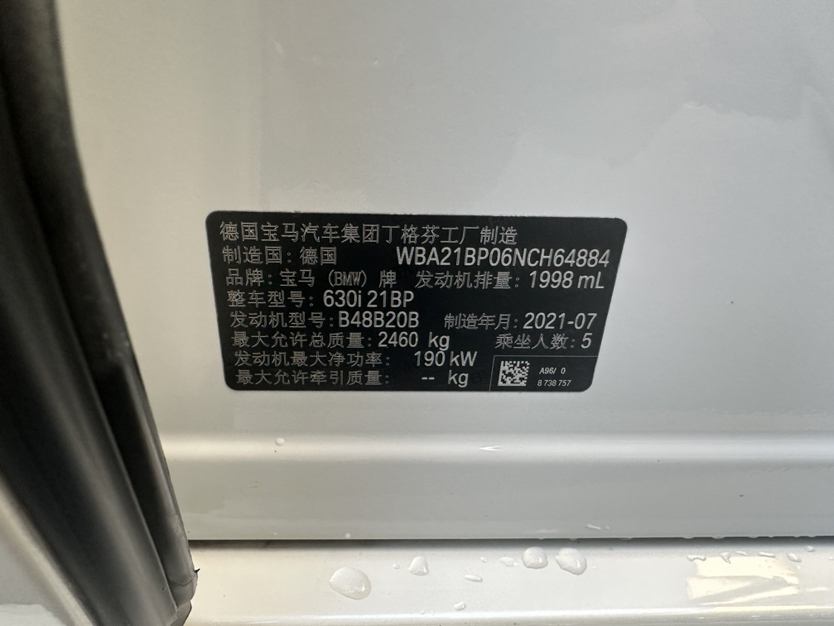 德国宝马汽车集团丁格芬工厂制造
制造国: 德国 WBA21BP06NCH64884
品牌: 宝马 (BMW) 牌 发动机排量: 1998 mL
整车型号: 630i 21BP
发动机型号: B48B20B 制造年月: 2021-07
最大允许总质量: 2460 kg 乘坐人数: 5
发动机最大净功率: 190 kW
最大允许牵引质量: -- kg
A96/ 0
8 738 757